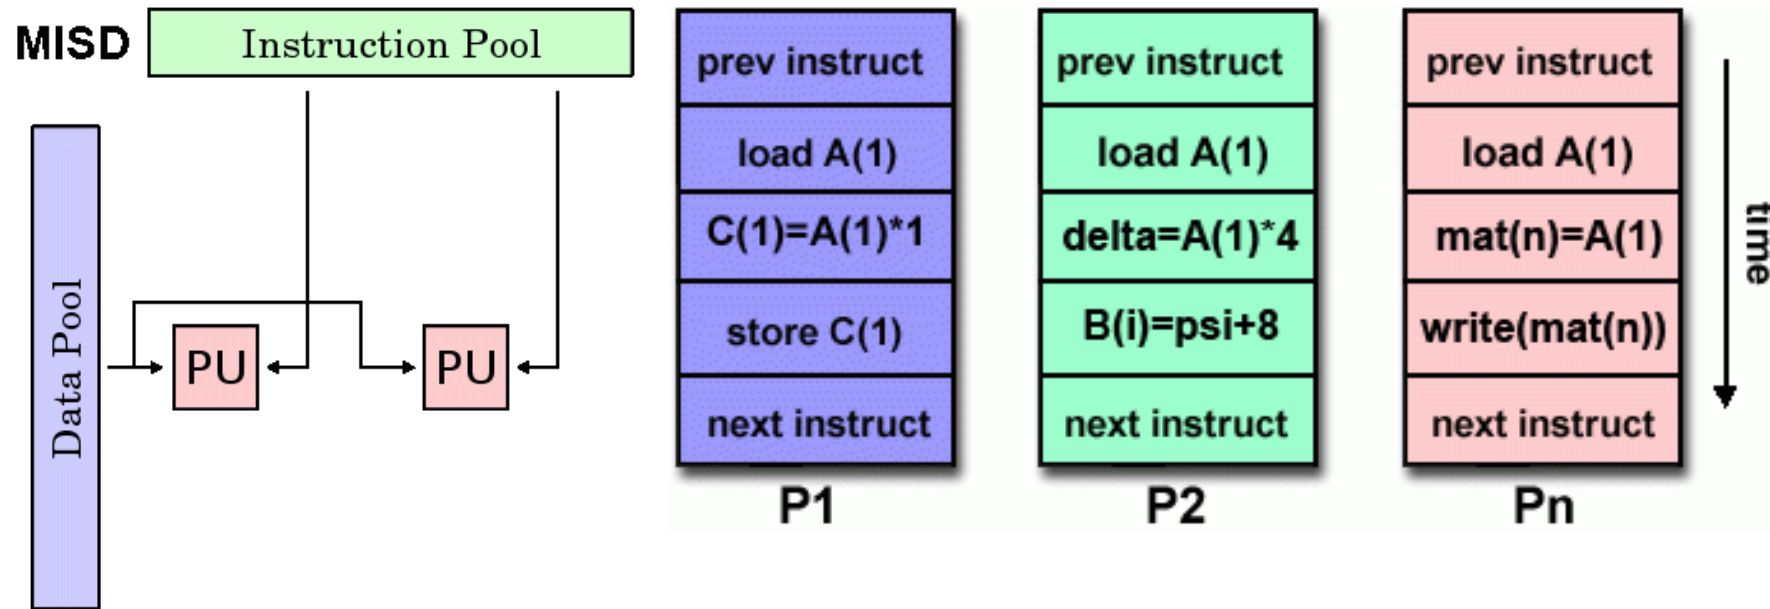 MISD
Instruction Pool
Data Pool
PU
PU
prev instruct
load A(1)
C(1)=A(1)*1
store C(1)
next instruct
P1
prev instruct
load A(1)
delta=A(1)*4
B(i)=psi+8
next instruct
P2
prev instruct
load A(1)
mat(n)=A(1)
write(mat(n))
next instruct
Pn
time